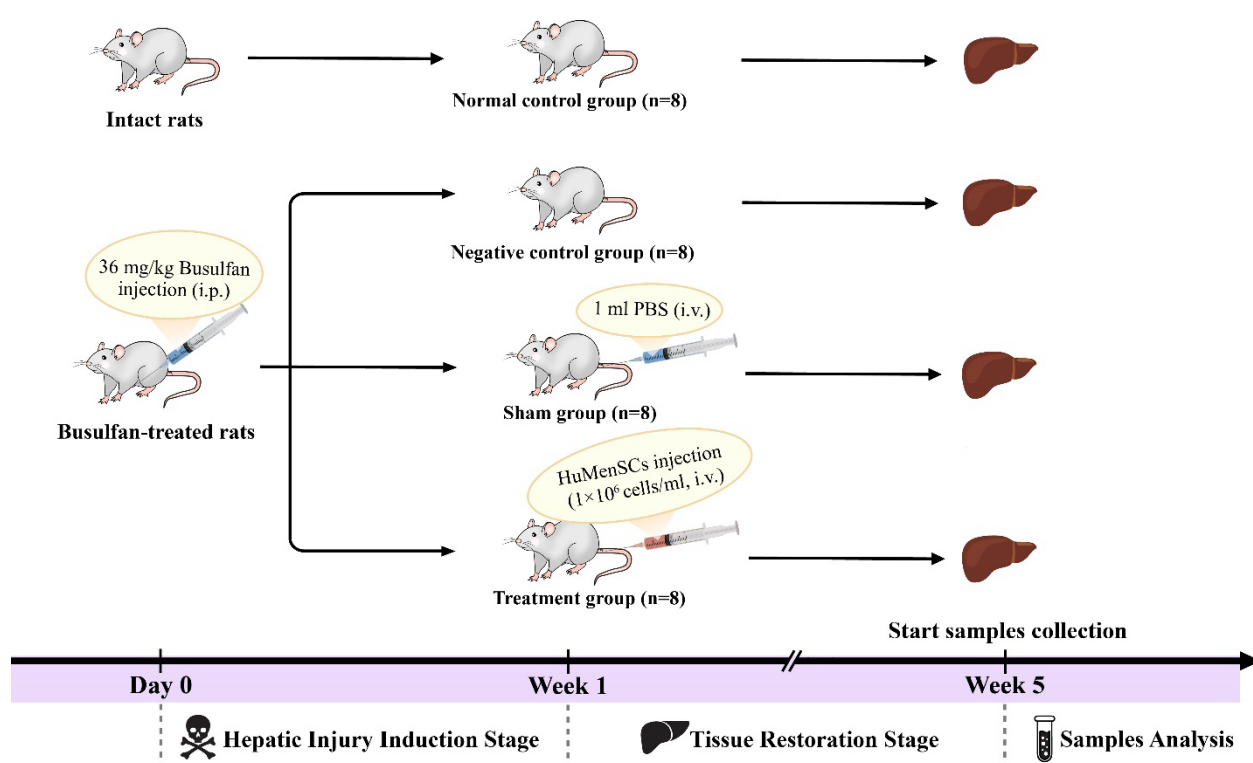 Intact rats
Normal control group (n=8)
Negative control group (n=8)
36 mg/kg Busulfan
injection (i.p.)
Busulfan-treated rats
1 ml PBS (i.v.)
Sham group (n=8)
HuMenSCs injection
(1×10⁶ cells/ml, i.v.)
Treatment group (n=8)
Start samples collection
Day 0
Week 1
Week 5
Hepatic Injury Induction Stage
Tissue Restoration Stage
Samples Analysis